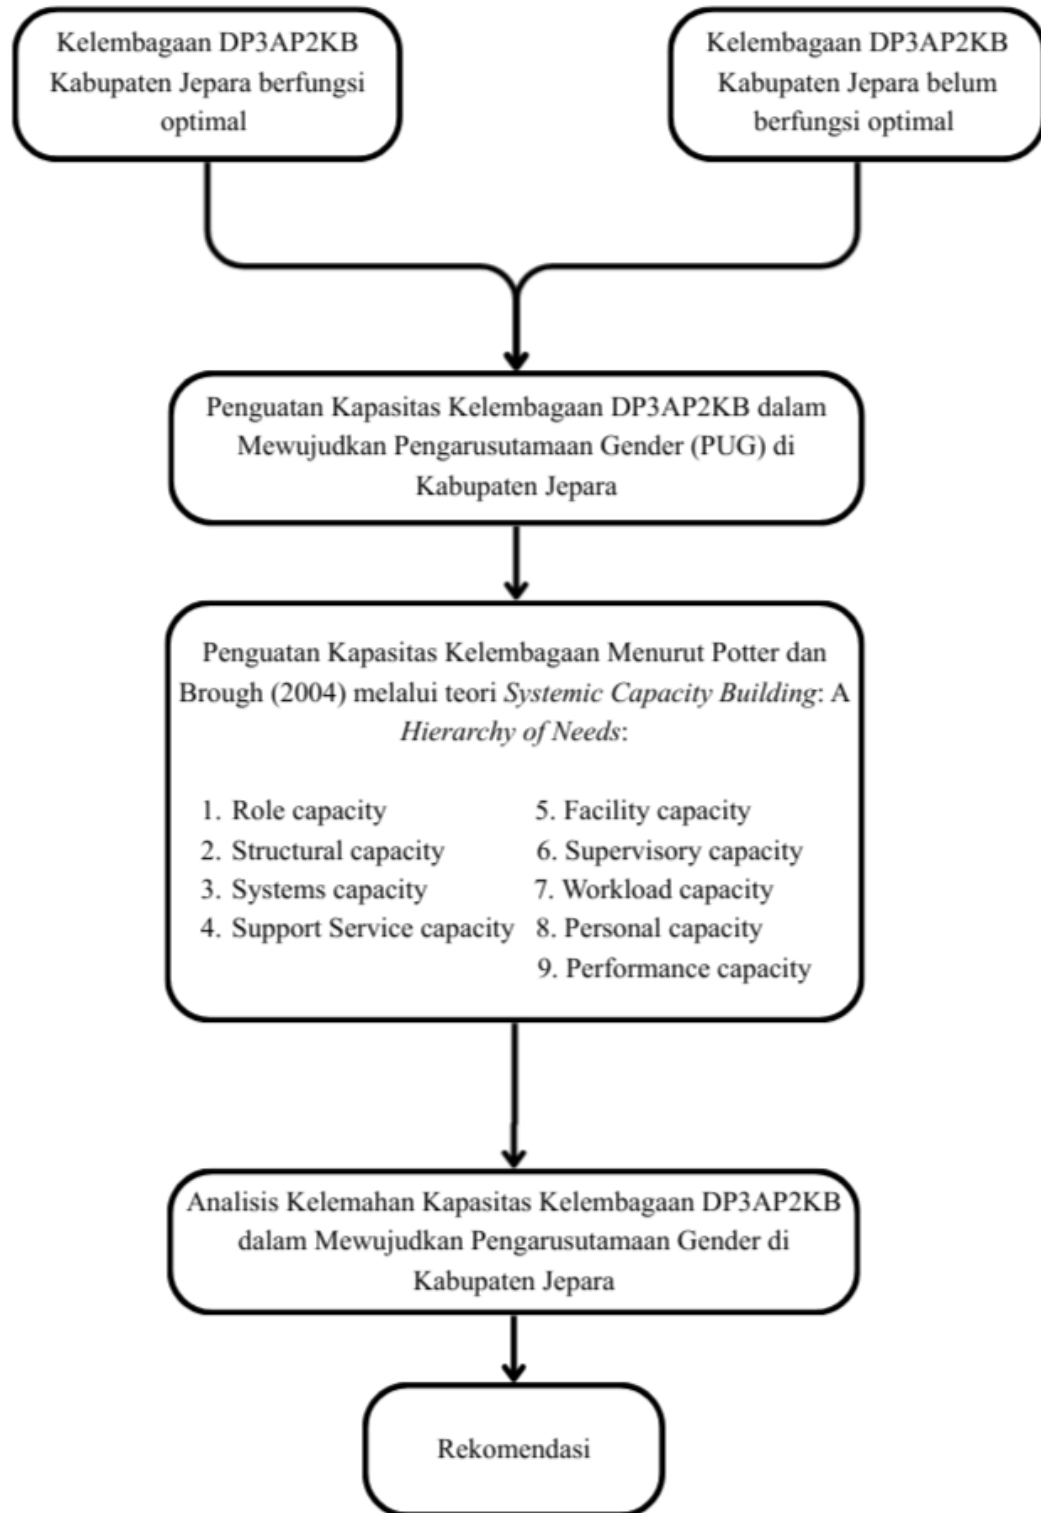 Kelembagaan DP3AP2KB
Kabupaten Jepara berfungsi
optimal
Kelembagaan DP3AP2KB
Kabupaten Jepara belum
berfungsi optimal
Penguatan Kapasitas Kelembagaan DP3AP2KB dalam
Mewujudkan Pengarusutamaan Gender (PUG) di
Kabupaten Jepara
Penguatan Kapasitas Kelembagaan Menurut Potter dan
Brough (2004) melalui teori Systemic Capacity Building: A
Hierarchy of Needs:
1. Role capacity
2. Structural capacity
3. Systems capacity
4. Support Service capacity
5. Facility capacity
6. Supervisory capacity
7. Workload capacity
8. Personal capacity
9. Performance capacity
Analisis Kelemahan Kapasitas Kelembagaan DP3AP2KB
dalam Mewujudkan Pengarusutamaan Gender di
Kabupaten Jepara
Rekomendasi